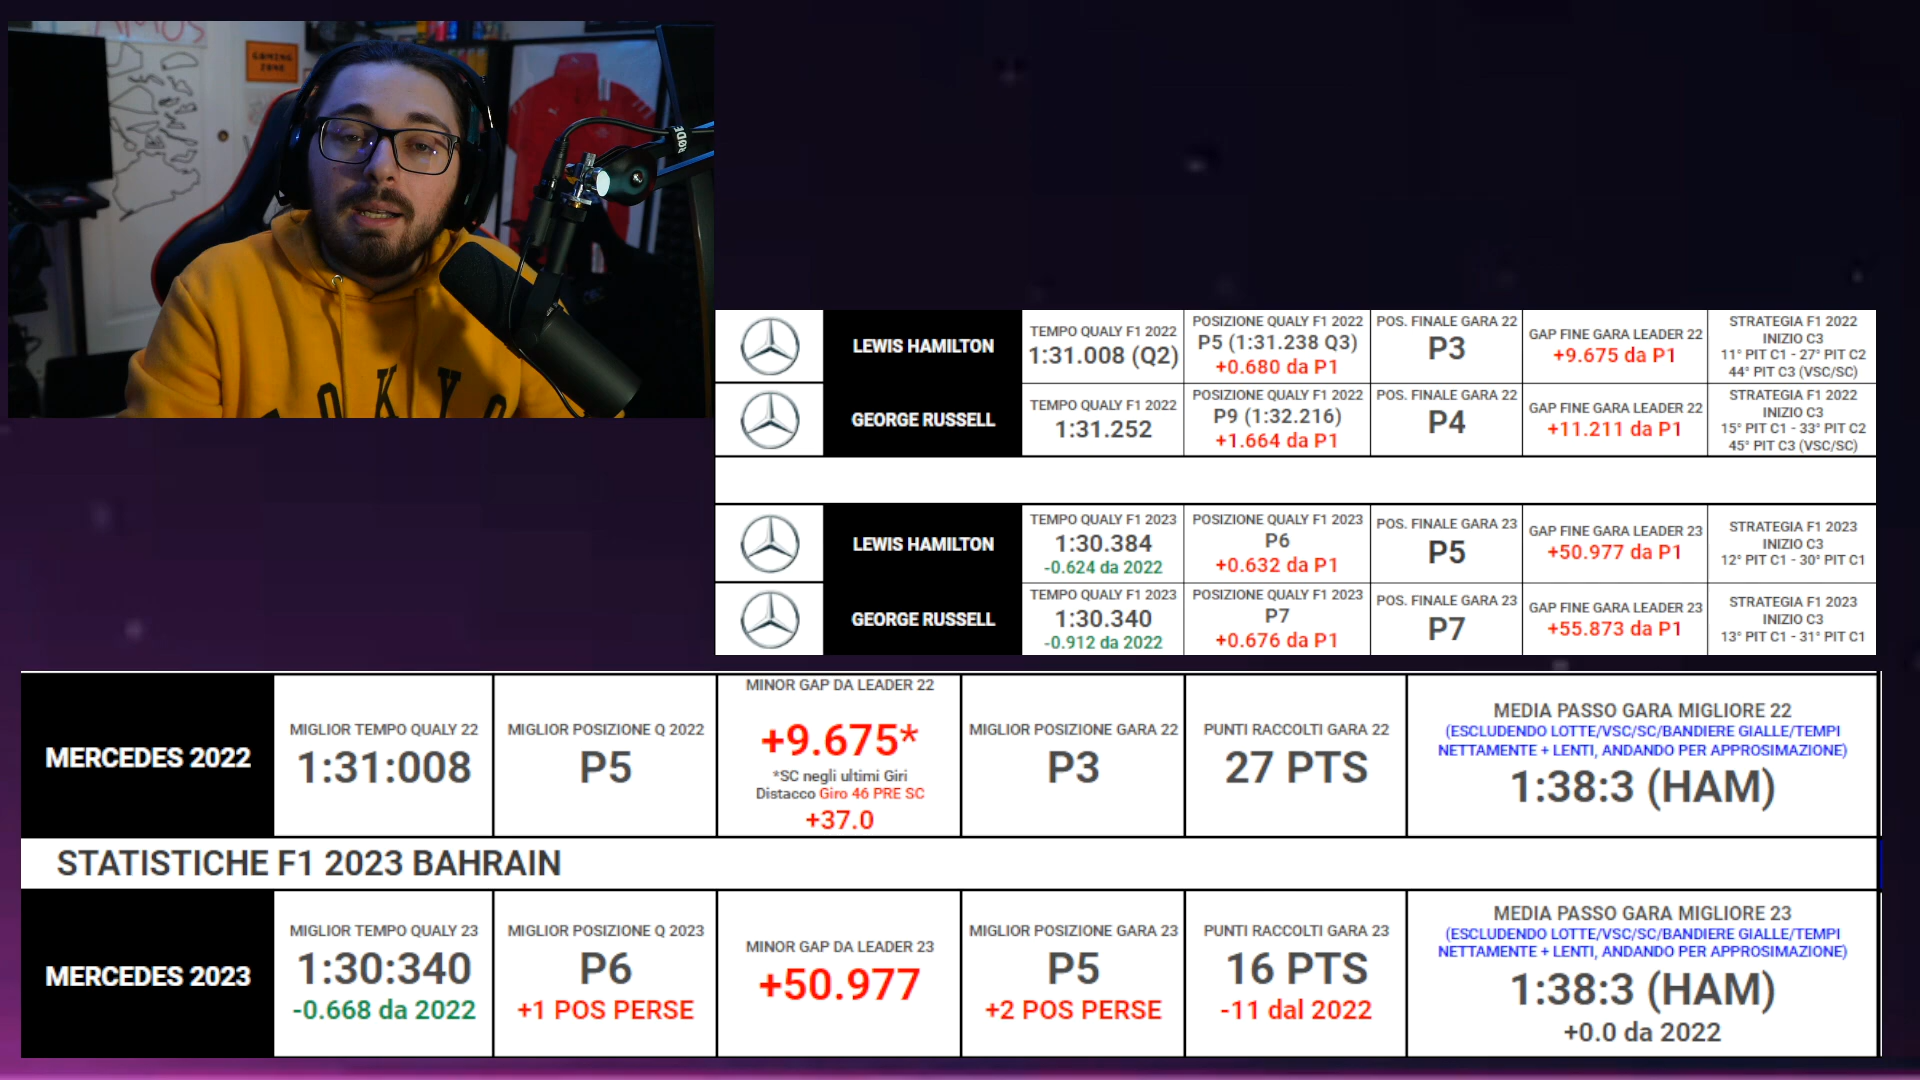 AMOS
GAMING
ZONE
RØDE
O K Y O
LEWIS HAMILTON
TEMPO QUALY F1 2022
1:31.008 (Q2)
POSIZIONE QUALY F1 2022
P5 (1:31.238 Q3)
+0.680 da P1
POS. FINALE GARA 22
P3
GAP FINE GARA LEADER 22
+9.675 da P1
STRATEGIA F1 2022
INIZIO C3
11° PIT C1 - 27° PIT C2
44° PIT C3 (VSC/SC)
GEORGE RUSSELL
TEMPO QUALY F1 2022
1:31.252
POSIZIONE QUALY F1 2022
P9 (1:32.216)
+1.664 da P1
POS. FINALE GARA 22
P4
GAP FINE GARA LEADER 22
+11.211 da P1
STRATEGIA F1 2022
INIZIO C3
15° PIT C1 - 33° PIT C2
45° PIT C3 (VSC/SC)
LEWIS HAMILTON
TEMPO QUALY F1 2023
1:30.384
-0.624 da 2022
POSIZIONE QUALY F1 2023
P6
+0.632 da P1
POS. FINALE GARA 23
P5
GAP FINE GARA LEADER 23
+50.977 da P1
STRATEGIA F1 2023
INIZIO C3
12° PIT C1 - 30° PIT C1
GEORGE RUSSELL
TEMPO QUALY F1 2023
1:30.340
-0.912 da 2022
POSIZIONE QUALY F1 2023
P7
+0.676 da P1
POS. FINALE GARA 23
P7
GAP FINE GARA LEADER 23
+55.873 da P1
STRATEGIA F1 2023
INIZIO C3
13° PIT C1 - 31° PIT C1
MERCEDES 2022
MIGLIOR TEMPO QUALY 22
1:31:008
MIGLIOR POSIZIONE Q 2022
P5
MINOR GAP DA LEADER 22
+9.675*
*SC negli ultimi Giri
Distacco Giro 46 PRE SC
+37.0
MIGLIOR POSIZIONE GARA 22
P3
PUNTI RACCOLTI GARA 22
27 PTS
MEDIA PASSO GARA MIGLIORE 22
(ESCLUDENDO LOTTE/VSC/SC/BANDIERE GIALLE/TEMPI
NETTAMENTE + LENTI, ANDANDO PER APPROSIMAZIONE)
1:38:3 (HAM)
STATISTICHE F1 2023 BAHRAIN
MERCEDES 2023
MIGLIOR TEMPO QUALY 23
1:30:340
-0.668 da 2022
MIGLIOR POSIZIONE Q 2023
P6
+1 POS PERSE
MINOR GAP DA LEADER 23
+50.977
MIGLIOR POSIZIONE GARA 23
P5
+2 POS PERSE
PUNTI RACCOLTI GARA 23
16 PTS
-11 dal 2022
MEDIA PASSO GARA MIGLIORE 23
(ESCLUDENDO LOTTE/VSC/SC/BANDIERE GIALLE/TEMPI
NETTAMENTE + LENTI, ANDANDO PER APPROSIMAZIONE)
1:38:3 (HAM)
+0.0 da 2022